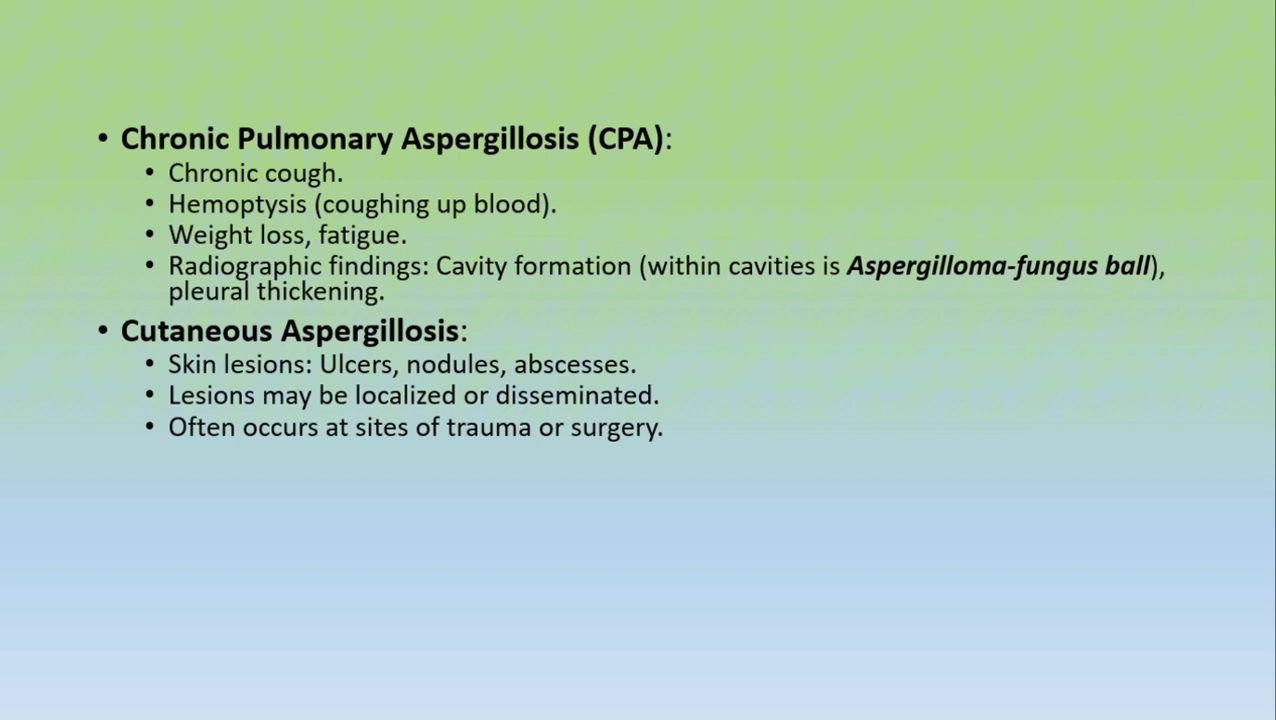 • Chronic Pulmonary Aspergillosis (CPA):
• Chronic cough.
• Hemoptysis (coughing up blood).
• Weight loss, fatigue.
• Radiographic findings: Cavity formation (within cavities is Aspergilloma-fungus ball),
pleural thickening.
• Cutaneous Aspergillosis:
• Skin lesions: Ulcers, nodules, abscesses.
• Lesions may be localized or disseminated.
• Often occurs at sites of trauma or surgery.